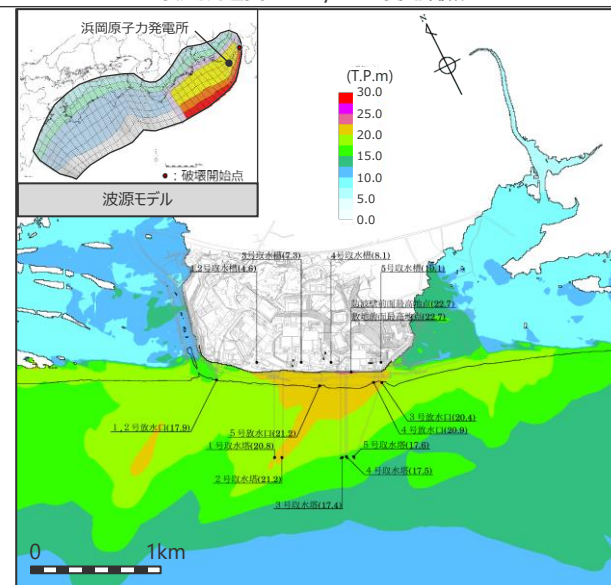 浜岡原子力発電所
●：破壊開始点
波源モデル
N
(T.P.m)
30.0
25.0
20.0
15.0
10.0
5.0
0.0
3号取水槽(7.3)
4号取水槽(8.1)
1,2号取水槽(4.6)
5号取水槽(10.1)
防波壁前面最高地点(22.7)
敷地前面最高地点(22.7)
1,2号放水口(17.9)
5号放水口(21.2)
3号放水口(20.4)
4号放水口(20.9)
1号取水塔(20.8)
5号取水塔(17.6)
2号取水塔(21.2)
4号取水塔(17.5)
3号取水塔(17.4)
0 1km